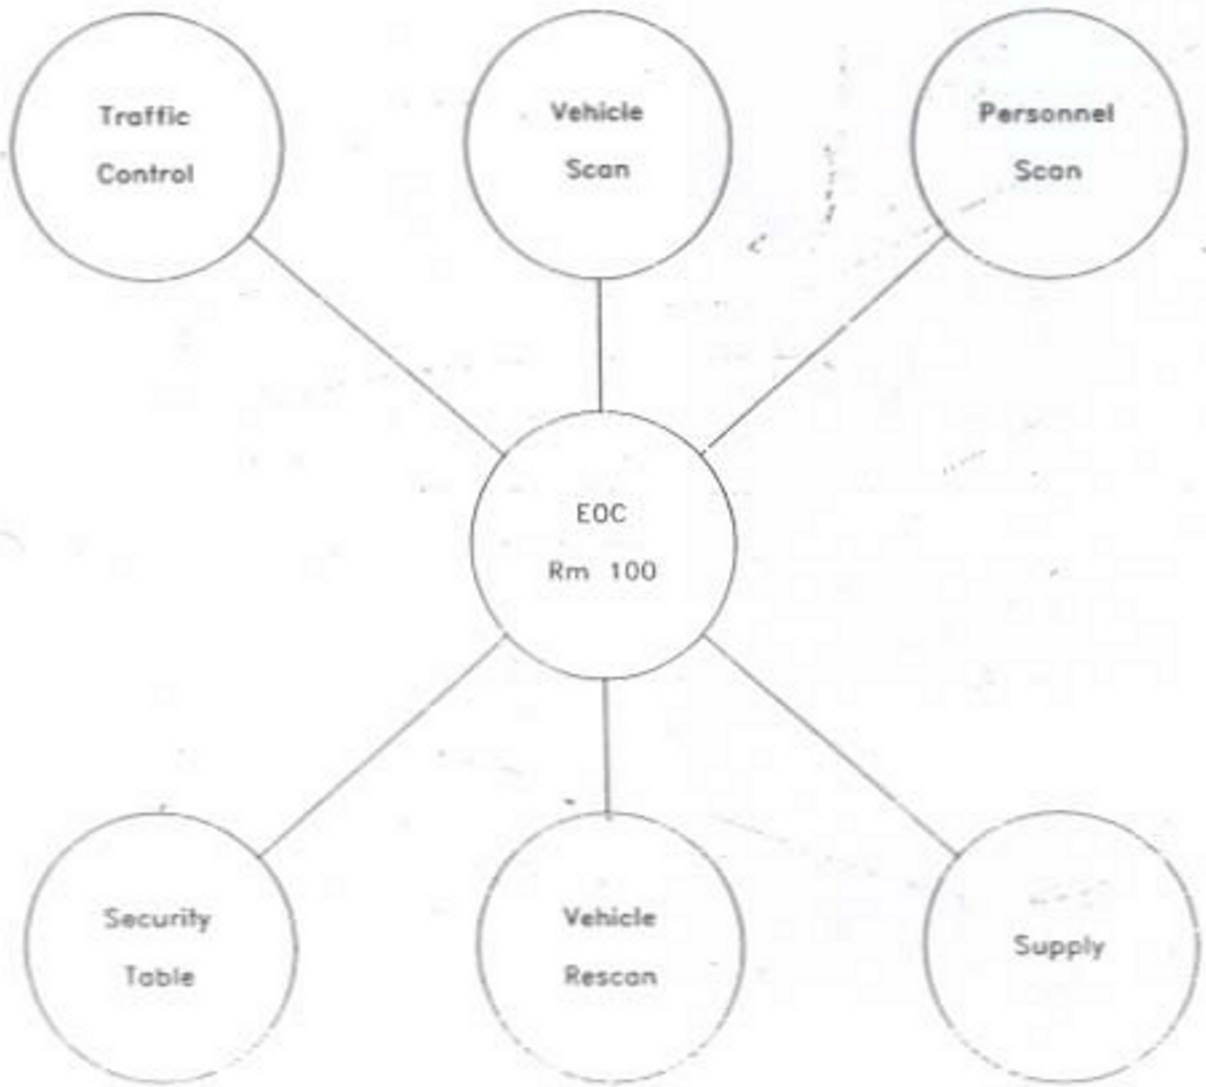 Traffic
Control
Vehicle
Scan
Personnel
Scan
EOC
Rm 100
Security
Table
Vehicle
Rescan
Supply